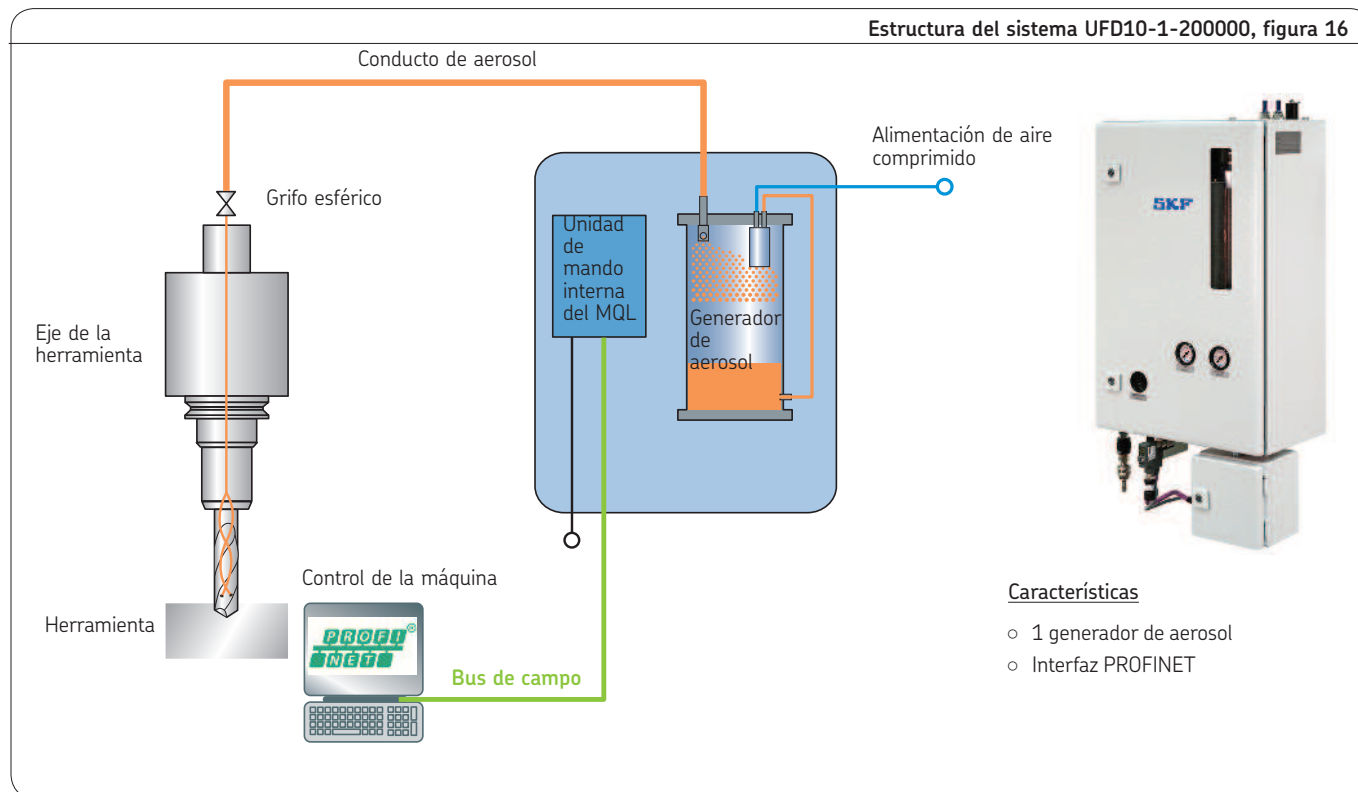 Estructura del sistema UFD10-1-200000, figura 16
Conducto de aerosol
Alimentación de aire
comprimido
Grifo esférico
Unidad
de
mando
interna
del MQL
Generador
de
aerosol
Eje de la
herramienta
SKF
Control de la máquina
Herramienta
PROFI®
NET
Bus de campo
Características
○ 1 generador de aerosol
○ Interfaz PROFINET